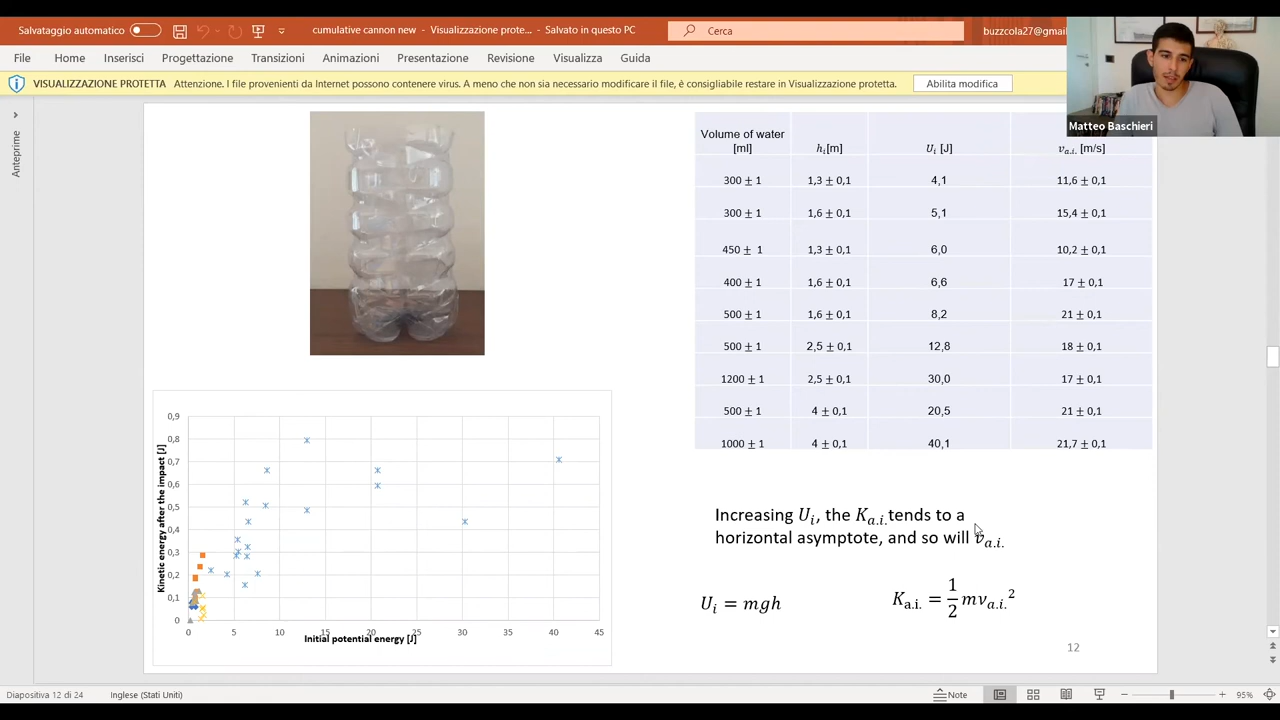 Salvataggio automatico
cumulative cannon new - Visualizzazione prote... - Salvato in questo PC
Cerca
buzzcola27@gmail
File Home Inserisci Progettazione Transizioni Animazioni Presentazione Revisione Visualizza Guida
VISUALIZZAZIONE PROTETTA Attenzione. I file provenienti da Internet possono contenere virus. A meno che non sia necessario modificare il file, è consigliabile restare in Visualizzazione protetta.
Abilita modifica
Matteo Baschieri
Anteprime
Volume of water [ml] h_i[m] U_i [J] v_a.i. [m/s]
300 ± 1 1,3 ± 0,1 4,1 11,6 ± 0,1
300 ± 1 1,6 ± 0,1 5,1 15,4 ± 0,1
450 ± 1 1,3 ± 0,1 6,0 10,2 ± 0,1
400 ± 1 1,6 ± 0,1 6,6 17 ± 0,1
500 ± 1 1,6 ± 0,1 8,2 21 ± 0,1
500 ± 1 2,5 ± 0,1 12,8 18 ± 0,1
1200 ± 1 2,5 ± 0,1 30,0 17 ± 0,1
500 ± 1 4 ± 0,1 20,5 21 ± 0,1
1000 ± 1 4 ± 0,1 40,1 21,7 ± 0,1
Kinetic energy after the impact [J]
0,9
0,8
0,7
0,6
0,5
0,4
0,3
0,2
0,1
0
0 5 10 15 20 25 30 35 40 45
Initial potential energy [J]
Increasing U_i, the K_a.i. tends to a
horizontal asymptote, and so will v_a.i.
U_i = mgh
K_a.i. = 1/2 mv_a.i.²
12
Diapositiva 12 di 24
Inglese (Stati Uniti)
Note
95%